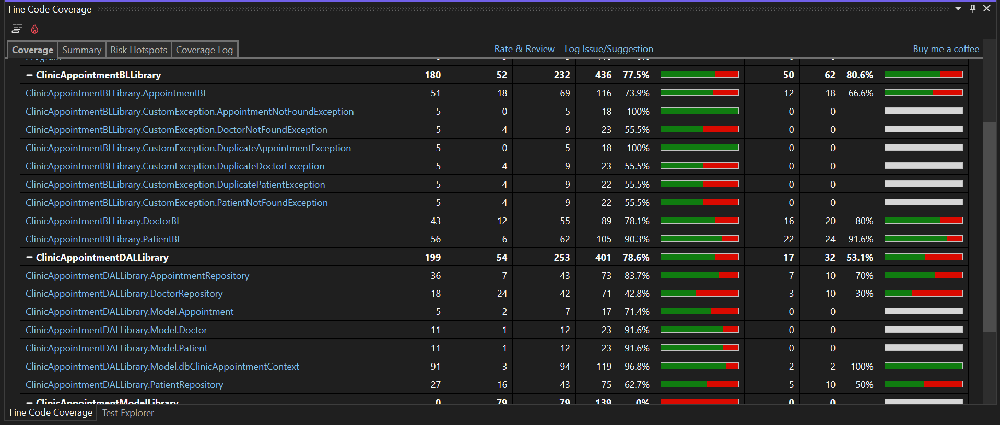 Fine Code Coverage
Coverage Summary Risk Hotspots Coverage Log Rate & Review Log Issue/Suggestion Buy me a coffee
− ClinicAppointmentBLLibrary 180 52 232 436 77.5% 50 62 80.6%
ClinicAppointmentBLLibrary.AppointmentBL 51 18 69 116 73.9% 12 18 66.6%
ClinicAppointmentBLLibrary.CustomException.AppointmentNotFoundException 5 0 5 18 100% 0 0
ClinicAppointmentBLLibrary.CustomException.DoctorNotFoundException 5 4 9 23 55.5% 0 0
ClinicAppointmentBLLibrary.CustomException.DuplicateAppointmentException 5 0 5 18 100% 0 0
ClinicAppointmentBLLibrary.CustomException.DuplicateDoctorException 5 4 9 23 55.5% 0 0
ClinicAppointmentBLLibrary.CustomException.DuplicatePatientException 5 4 9 22 55.5% 0 0
ClinicAppointmentBLLibrary.CustomException.PatientNotFoundException 5 4 9 22 55.5% 0 0
ClinicAppointmentBLLibrary.DoctorBL 43 12 55 89 78.1% 16 20 80%
ClinicAppointmentBLLibrary.PatientBL 56 6 62 105 90.3% 22 24 91.6%
− ClinicAppointmentDALLibrary 199 54 253 401 78.6% 17 32 53.1%
ClinicAppointmentDALLibrary.AppointmentRepository 36 7 43 73 83.7% 7 10 70%
ClinicAppointmentDALLibrary.DoctorRepository 18 24 42 71 42.8% 3 10 30%
ClinicAppointmentDALLibrary.Model.Appointment 5 2 7 17 71.4% 0 0
ClinicAppointmentDALLibrary.Model.Doctor 11 1 12 23 91.6% 0 0
ClinicAppointmentDALLibrary.Model.Patient 11 1 12 23 91.6% 0 0
ClinicAppointmentDALLibrary.Model.dbClinicAppointmentContext 91 3 94 119 96.8% 2 2 100%
ClinicAppointmentDALLibrary.PatientRepository 27 16 43 75 62.7% 5 10 50%
− ClinicAppointmentModelLibrary 0 79 79 139 0% 0 0
Fine Code Coverage Test Explorer